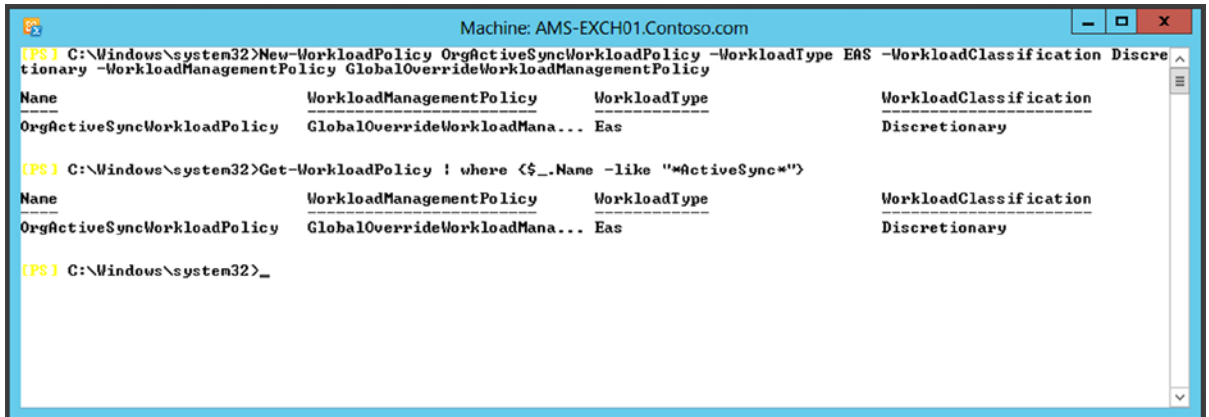 Machine: AMS-EXCH01.Contoso.com
[PS] C:\Windows\system32>New-WorkloadPolicy OrgActiveSyncWorkloadPolicy -WorkloadType EAS -WorkloadClassification Discre
tionary -WorkloadManagementPolicy GlobalOverrideWorkloadManagementPolicy
Name WorkloadManagementPolicy WorkloadType WorkloadClassification
---- ------------------------ ------------ ----------------------
OrgActiveSyncWorkloadPolicy GlobalOverrideWorkloadMana... Eas Discretionary
[PS] C:\Windows\system32>Get-WorkloadPolicy | where {$_.Name -like "*ActiveSync*"}
Name WorkloadManagementPolicy WorkloadType WorkloadClassification
---- ------------------------ ------------ ----------------------
OrgActiveSyncWorkloadPolicy GlobalOverrideWorkloadMana... Eas Discretionary
[PS] C:\Windows\system32>_